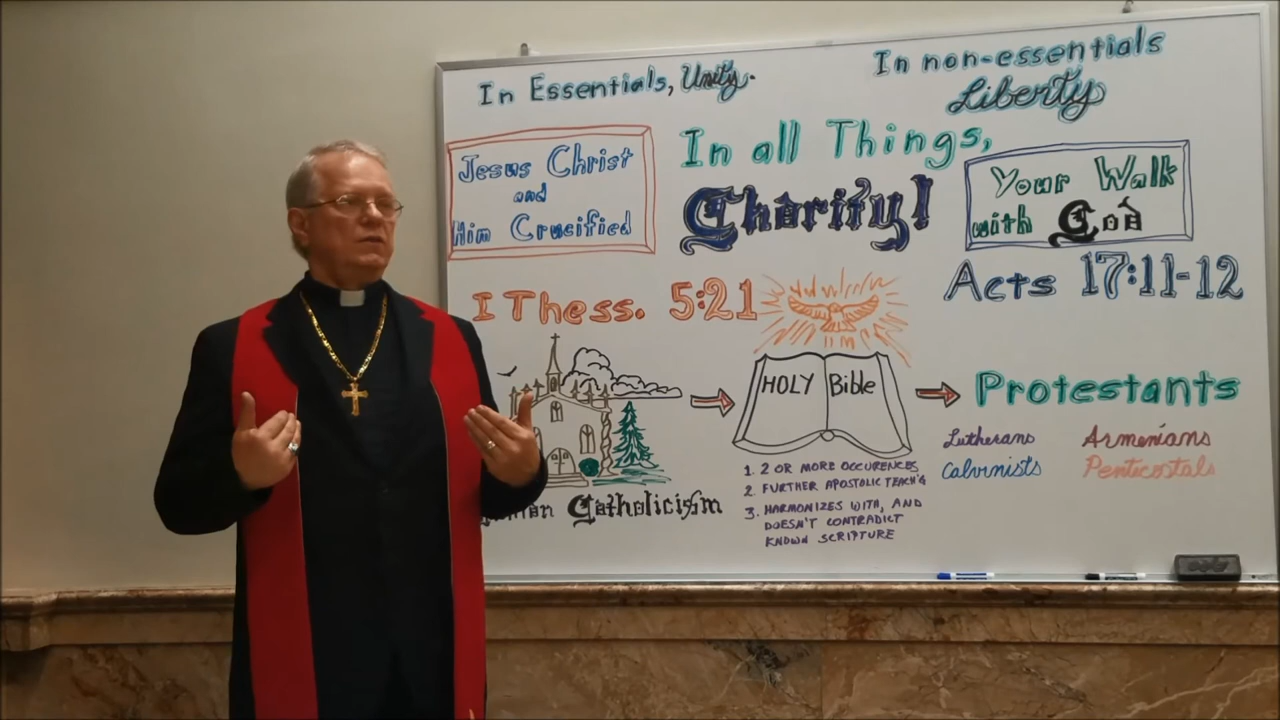 In Essentials, Unity.
In non-essentials
Liberty
In all Things,
Charity!
Jesus Christ
and
Him Crucified
Your Walk
with God
Acts 17:11-12
I Thess. 5:21
HOLY Bible
Protestants
Lutherans
Armenians
Calvinists
Pentecostals
1. 2 OR MORE OCCURENCES
2. FURTHER APOSTOLIC TEACH'G
3. HARMONIZES WITH, AND
DOESN'T CONTRADICT
KNOWN SCRIPTURE
Catholicism